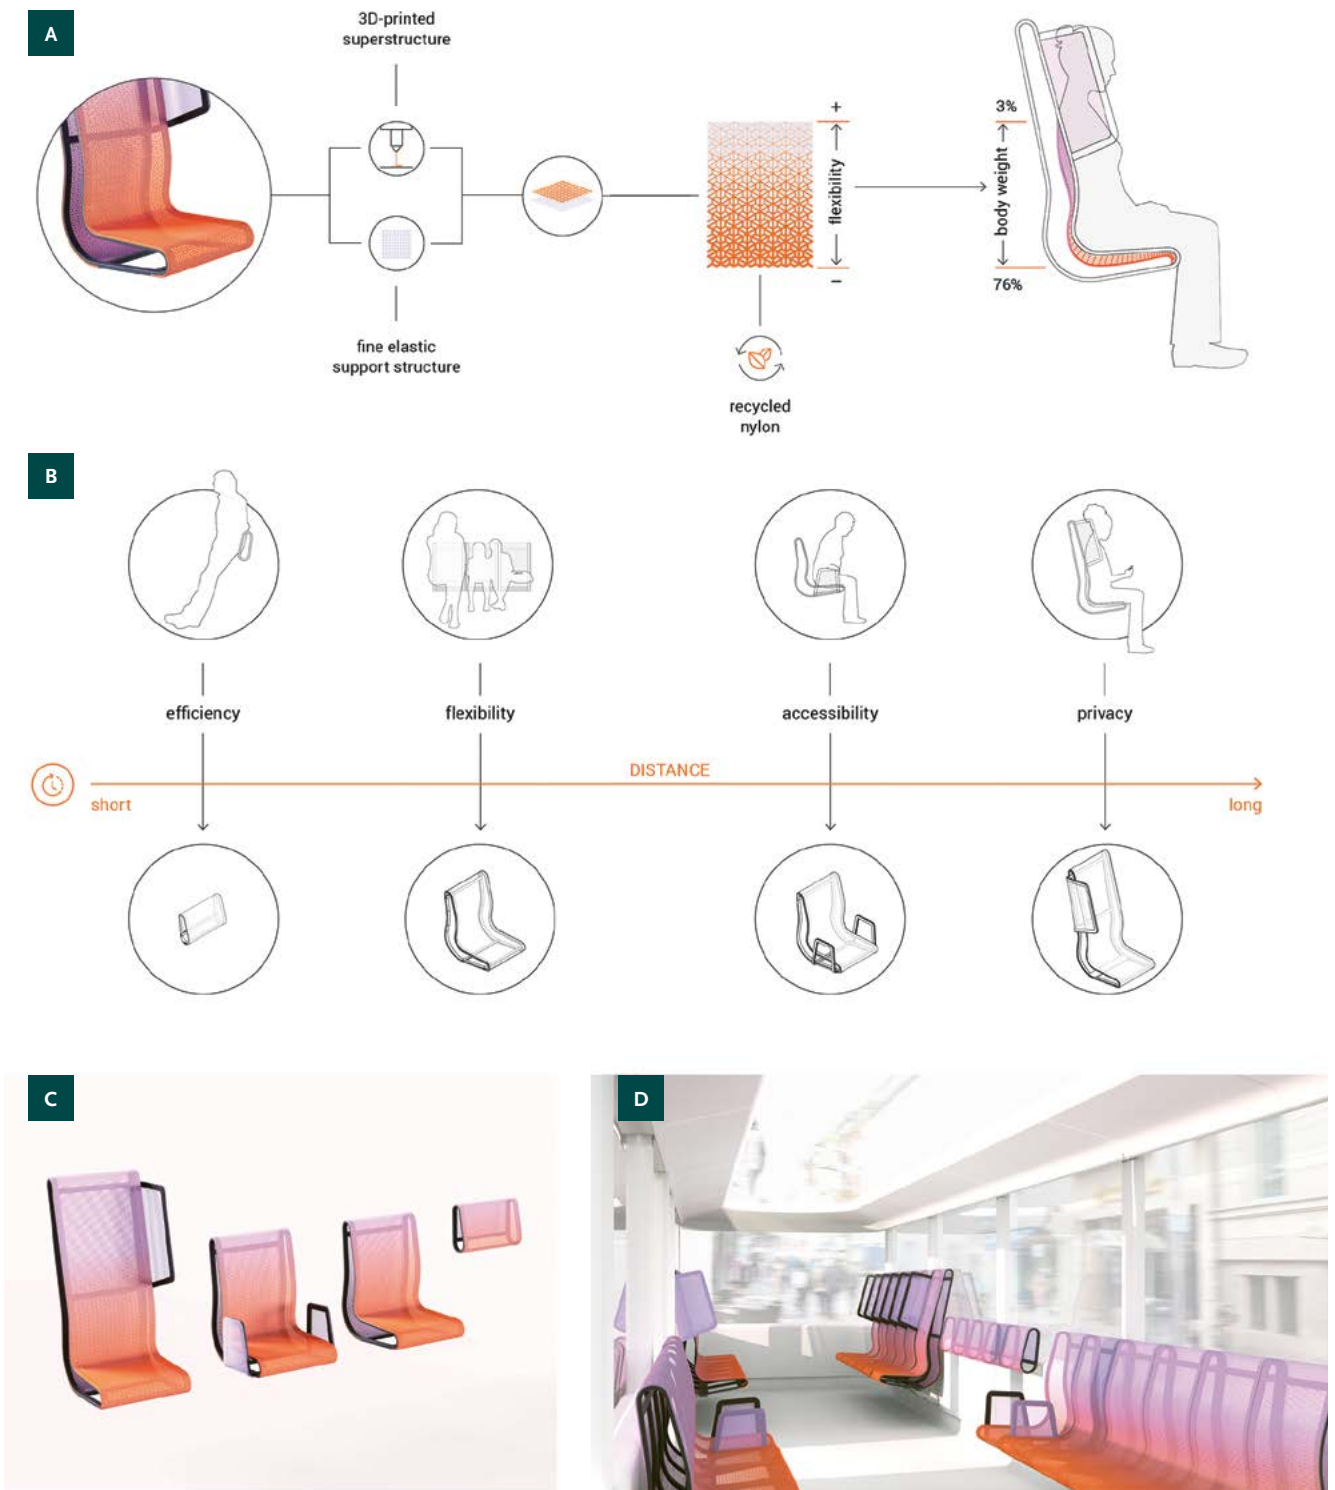 A
3D-printed
superstructure
fine elastic
support structure
+
flexibility
−
recycled
nylon
3%
body weight
76%
B
efficiency
flexibility
accessibility
privacy
DISTANCE
short
long
C
D